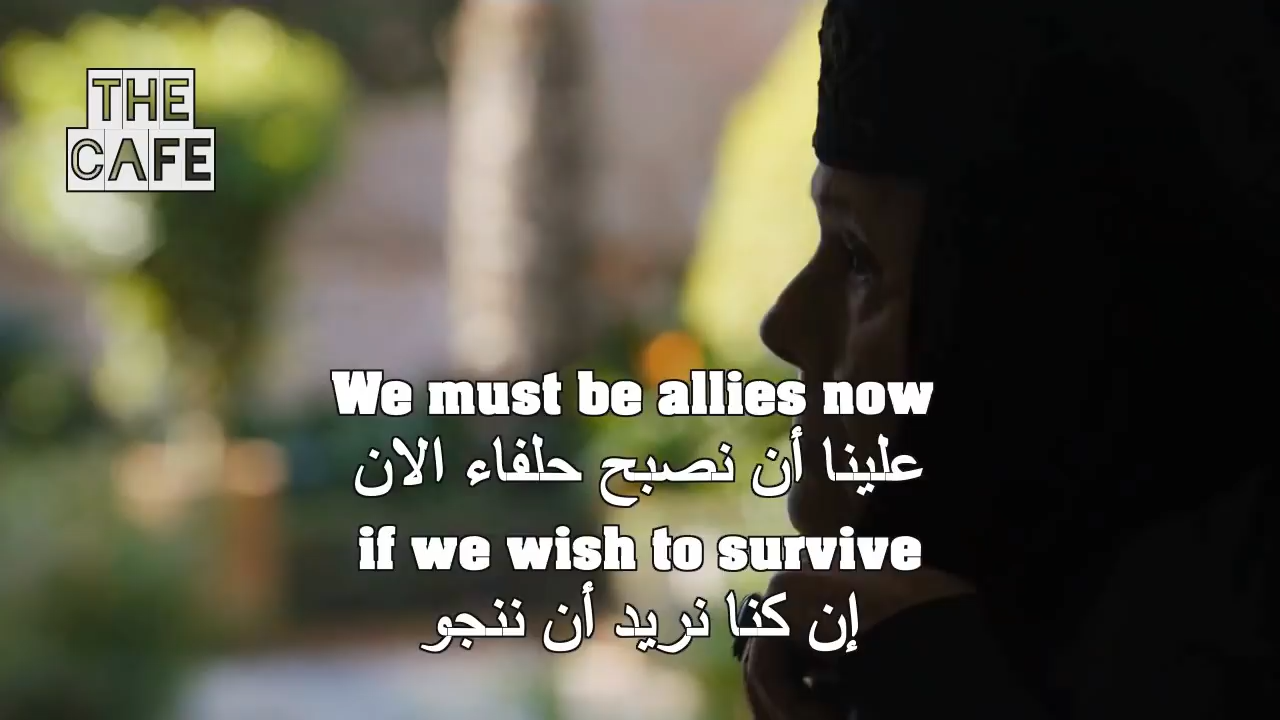 THE
CAFE
We must be allies now
علينا أن نصبح حلفاء الان
if we wish to survive
إن كنا نريد أن ننجو